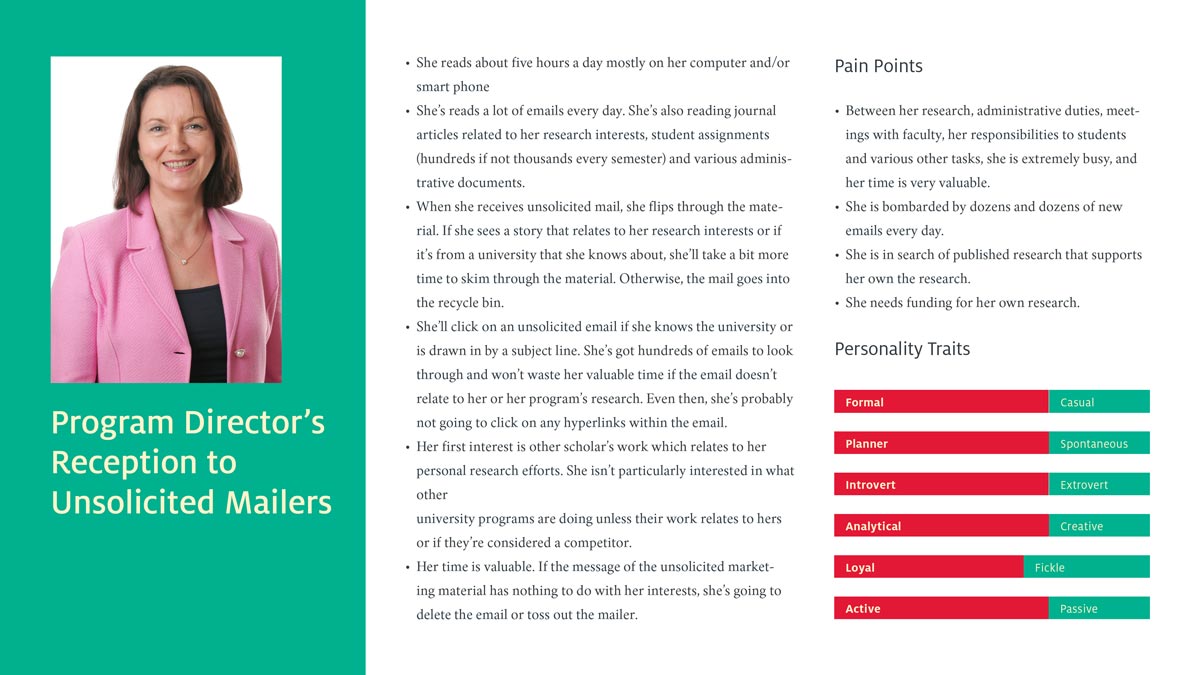 Program Director's
Reception to
Unsolicited Mailers
• She reads about five hours a day mostly on her computer and/or
smart phone
• She's reads a lot of emails every day. She's also reading journal
articles related to her research interests, student assignments
(hundreds if not thousands every semester) and various adminis-
trative documents.
• When she receives unsolicited mail, she flips through the mate-
rial. If she sees a story that relates to her research interests or if
it's from a university that she knows about, she'll take a bit more
time to skim through the material. Otherwise, the mail goes into
the recycle bin.
• She'll click on an unsolicited email if she knows the university or
is drawn in by a subject line. She's got hundreds of emails to look
through and won't waste her valuable time if the email doesn't
relate to her or her program's research. Even then, she's probably
not going to click on any hyperlinks within the email.
• Her first interest is other scholar's work which relates to her
personal research efforts. She isn't particularly interested in what
other
university programs are doing unless their work relates to hers
or if they're considered a competitor.
• Her time is valuable. If the message of the unsolicited market-
ing material has nothing to do with her interests, she's going to
delete the email or toss out the mailer.
Pain Points
• Between her research, administrative duties, meet-
ings with faculty, her responsibilities to students
and various other tasks, she is extremely busy, and
her time is very valuable.
• She is bombarded by dozens and dozens of new
emails every day.
• She is in search of published research that supports
her own the research.
• She needs funding for her own research.
Personality Traits
Formal Casual
Planner Spontaneous
Introvert Extrovert
Analytical Creative
Loyal Fickle
Active Passive